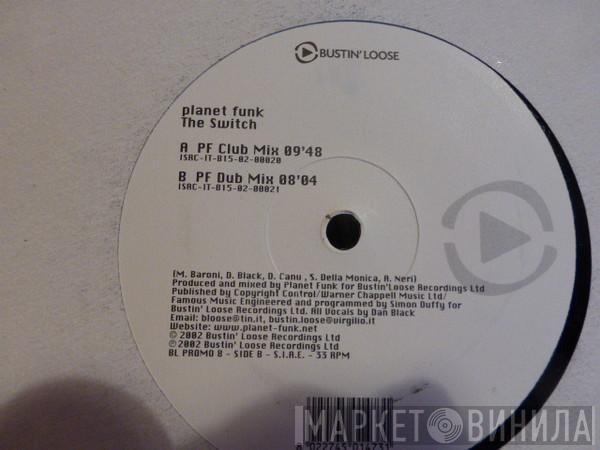 BUSTIN' LOOSE
planet funk
The Switch
A PF Club Mix 09'48
ISRC-IT-B15-02-00020
B PF Dub Mix 08'04
ISRC-IT-B15-02-00021
(M. Baroni, D. Black, D. Canu , S. Della Monica, A. Neri)
Produced and mixed by Planet Funk for Bustin'Loose Recordings Ltd
Published by Copyright Control/Warner Chappell Music Ltd/
Famous Music Engineered and programmed by Simon Duffy for
Bustin' Loose Recordings Ltd. All Vocals by Dan Black
Email: bloose@tin.it, bustin.loose@virgilio.it
Website: www.planet-funk.net
© 2002 Bustin' Loose Recordings Ltd
℗2002 Bustin' Loose Recordings Ltd
BL PROMO 8 - SIDE B - S.I.A.E. - 33 RPM
МАРКЕТ ВИНИЛА
8 022745 014731